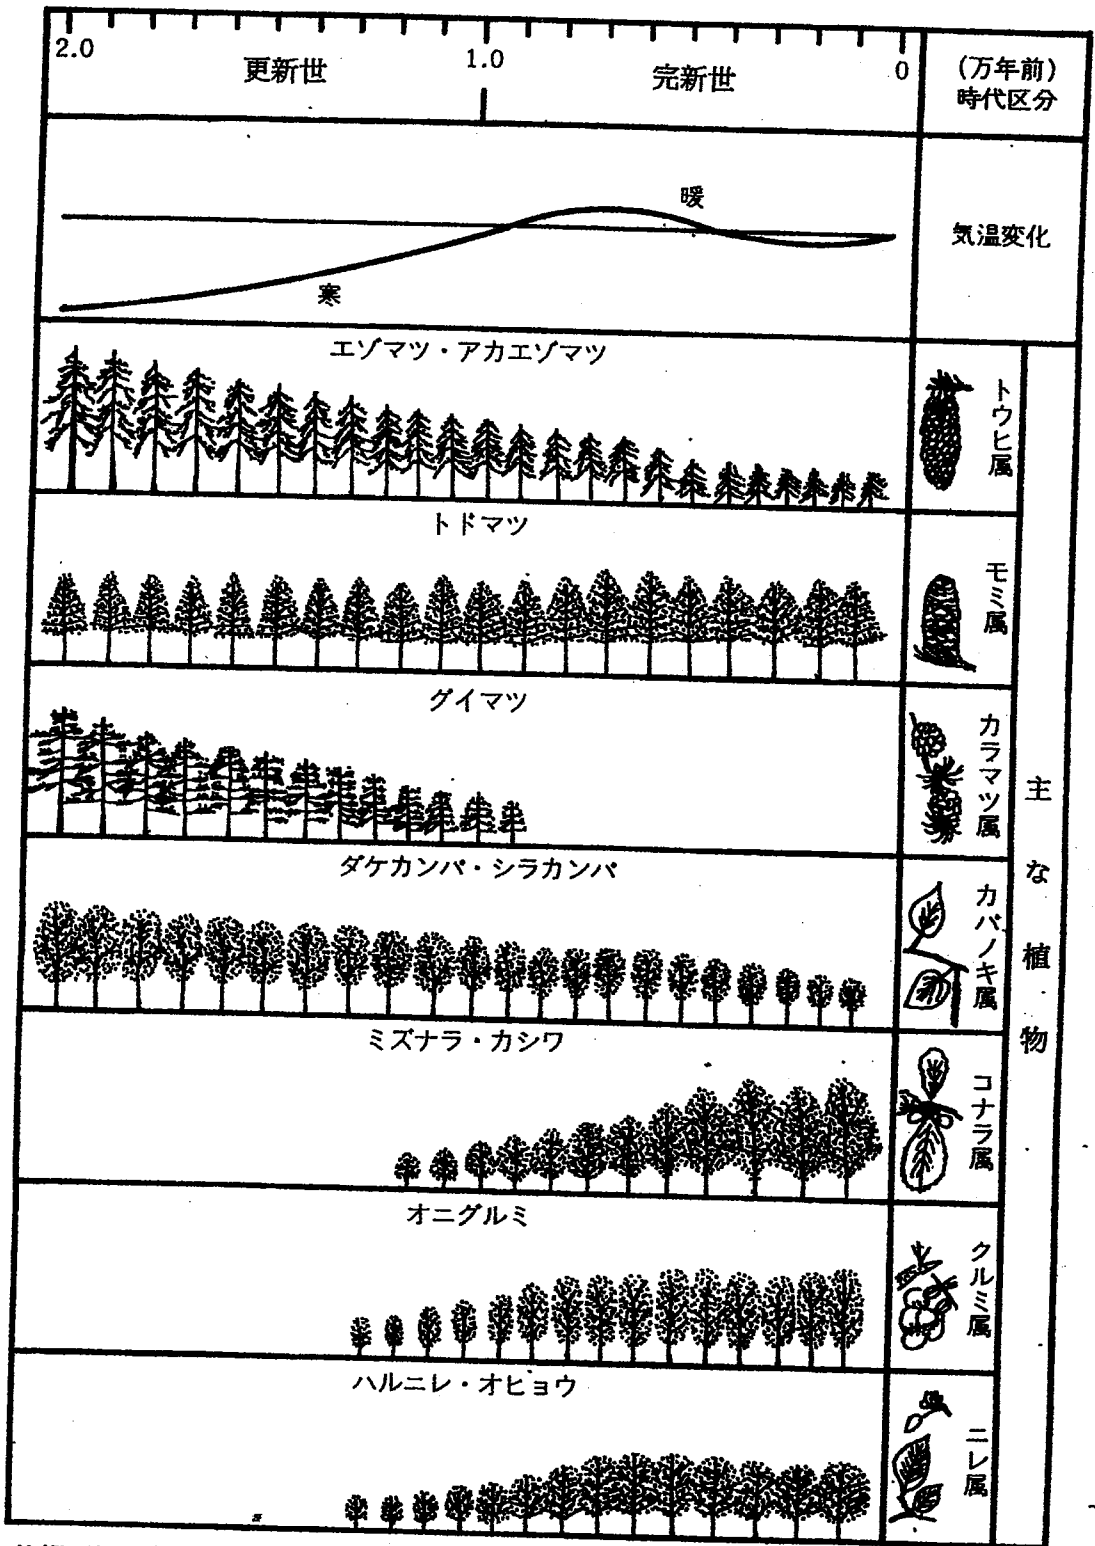 2.0
更新世
1.0
完新世
0
(万年前)
時代区分
暖
寒
気温変化
エゾマツ・アカエゾマツ
トウヒ属
トドマツ
モミ属
グイマツ
カラマツ属
ダケカンバ・シラカンバ
カバノキ属
ミズナラ・カシワ
コナラ属
オニグルミ
クルミ属
ハルニレ・オヒョウ
ニレ属
主な植物